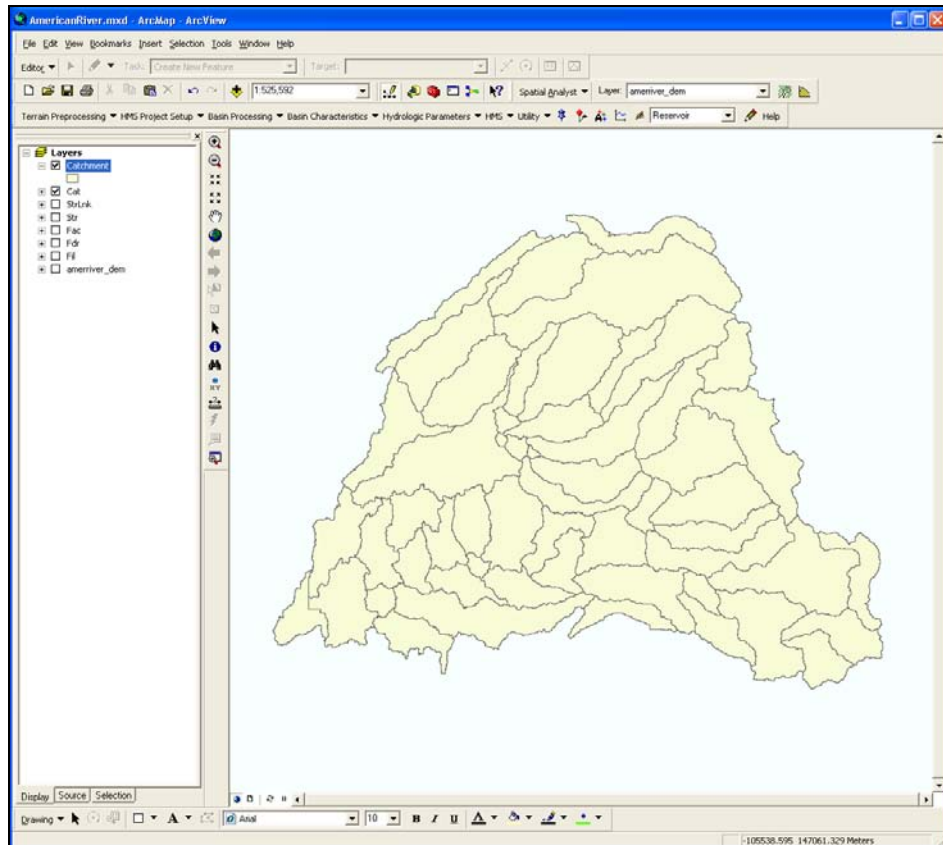 AmericanRiver.mxd - ArcMap - ArcView
File Edit View Bookmarks Insert Selection Tools Window Help
Editor Task: Create New Feature Target:
1:525,592 Spatial Analyst Layer: amerriver_dem
Terrain Preprocessing HMS Project Setup Basin Processing Basin Characteristics Hydrologic Parameters HMS Utility Reservoir Help
Layers
Catchment
Cat
StrLnk
Str
Fac
Fdr
Fil
amerriver_dem
XY
Display Source Selection
Drawing A Arial 10 B I U A
-105538.595 147061.329 Meters